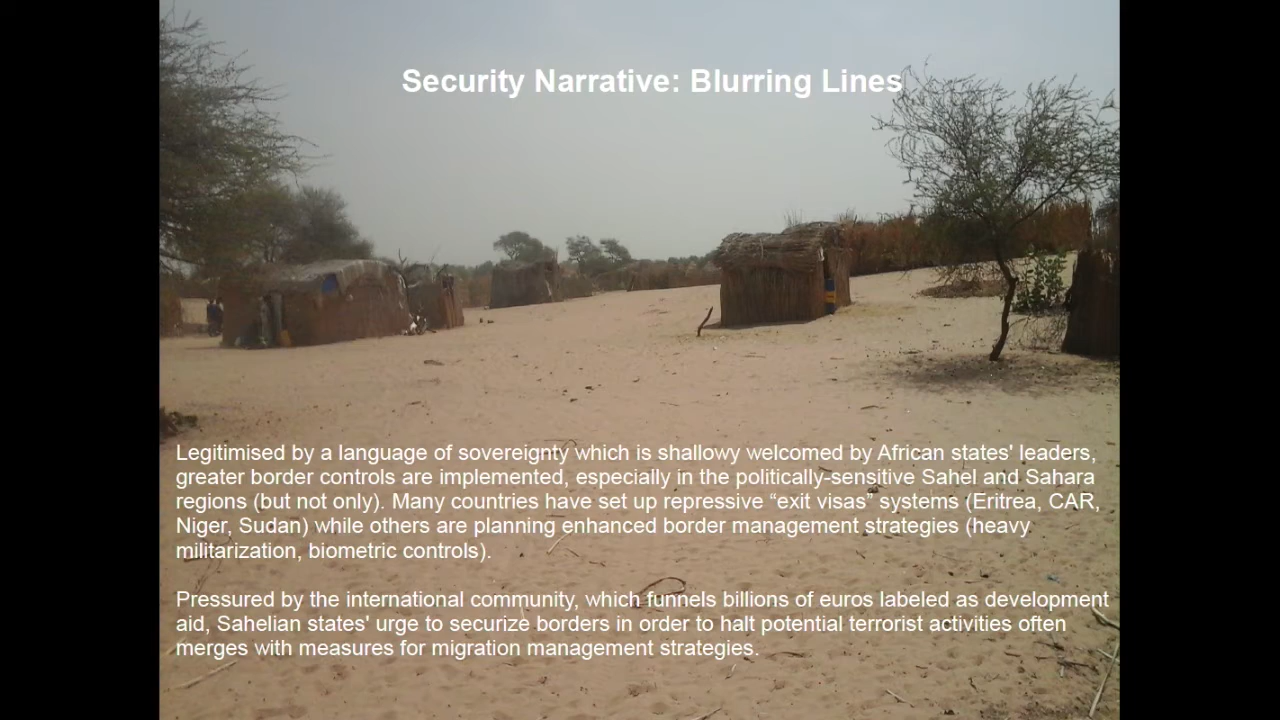 Security Narrative: Blurring Lines
Legitimised by a language of sovereignty which is shallowy welcomed by African states' leaders,
greater border controls are implemented, especially in the politically-sensitive Sahel and Sahara
regions (but not only). Many countries have set up repressive “exit visas” systems (Eritrea, CAR,
Niger, Sudan) while others are planning enhanced border management strategies (heavy
militarization, biometric controls).
Pressured by the international community, which funnels billions of euros labeled as development
aid, Sahelian states' urge to securize borders in order to halt potential terrorist activities often
merges with measures for migration management strategies.